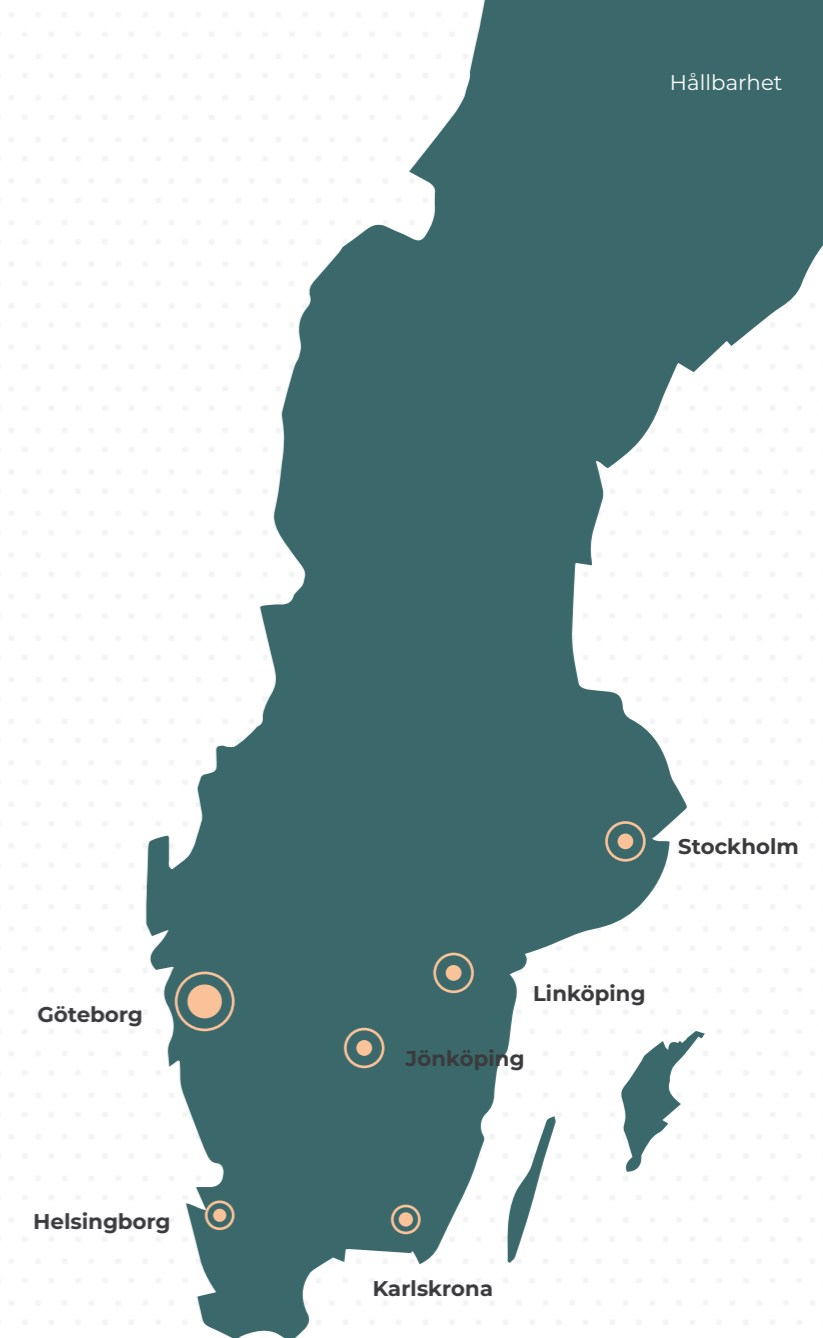 Hållbarhet
Stockholm
Linköping
Göteborg
Jönköping
Helsingborg
Karlskrona